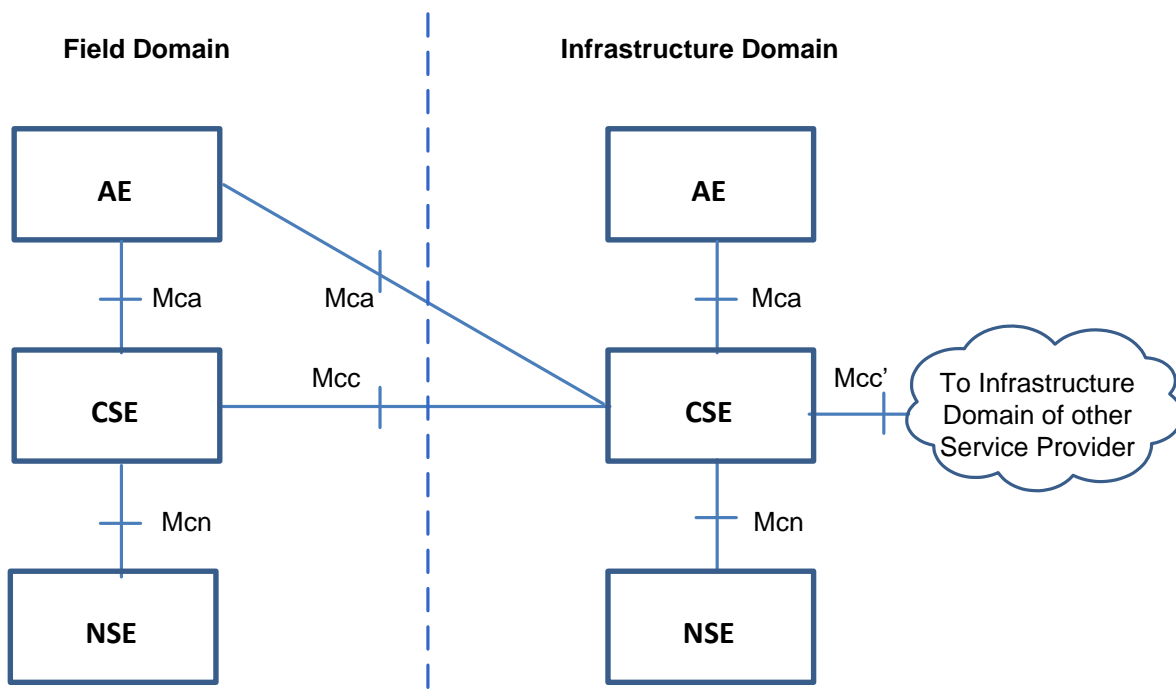 Field Domain
Infrastructure Domain
AE
AE
Mca
Mca
Mca
Mcc
Mcc’
CSE
CSE
To Infrastructure
Domain of other
Service Provider
Mcn
Mcn
NSE
NSE